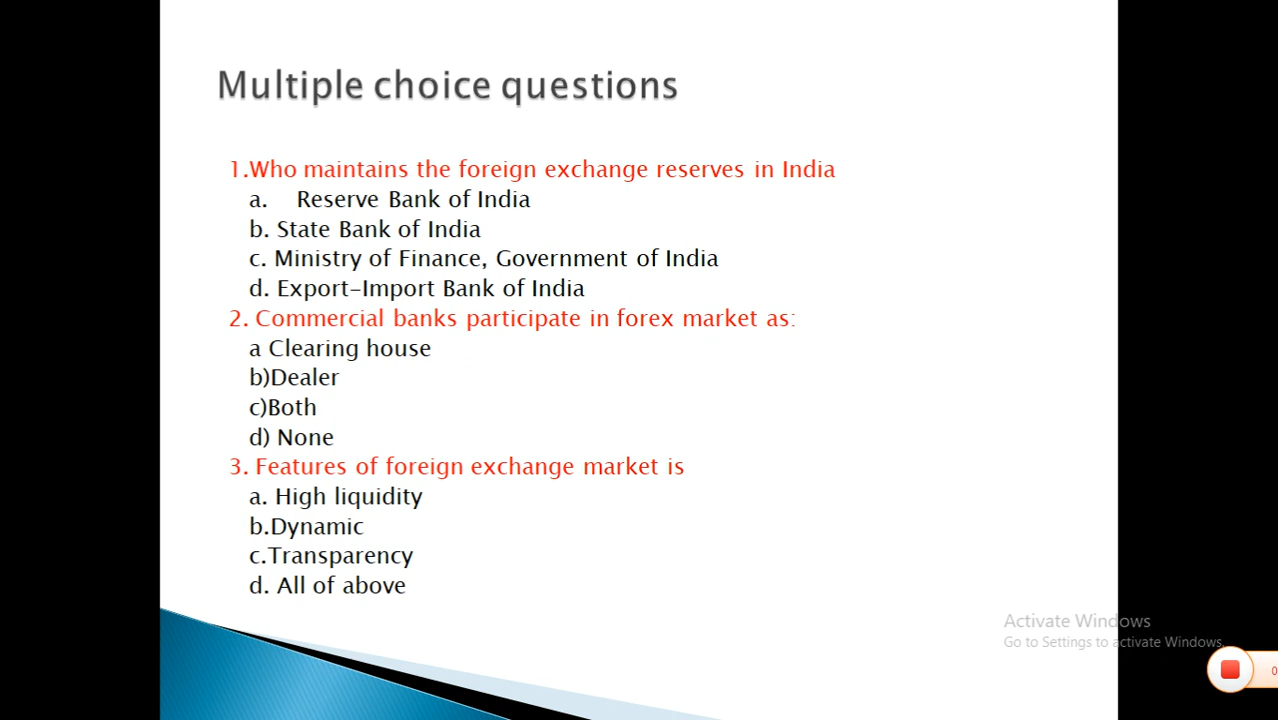 Multiple choice questions
1.Who maintains the foreign exchange reserves in India
a. Reserve Bank of India
b. State Bank of India
c. Ministry of Finance, Government of India
d. Export-Import Bank of India
2. Commercial banks participate in forex market as:
a Clearing house
b)Dealer
c)Both
d) None
3. Features of foreign exchange market is
a. High liquidity
b.Dynamic
c.Transparency
d. All of above
Activate Windows
Go to Settings to activate Windows.
0